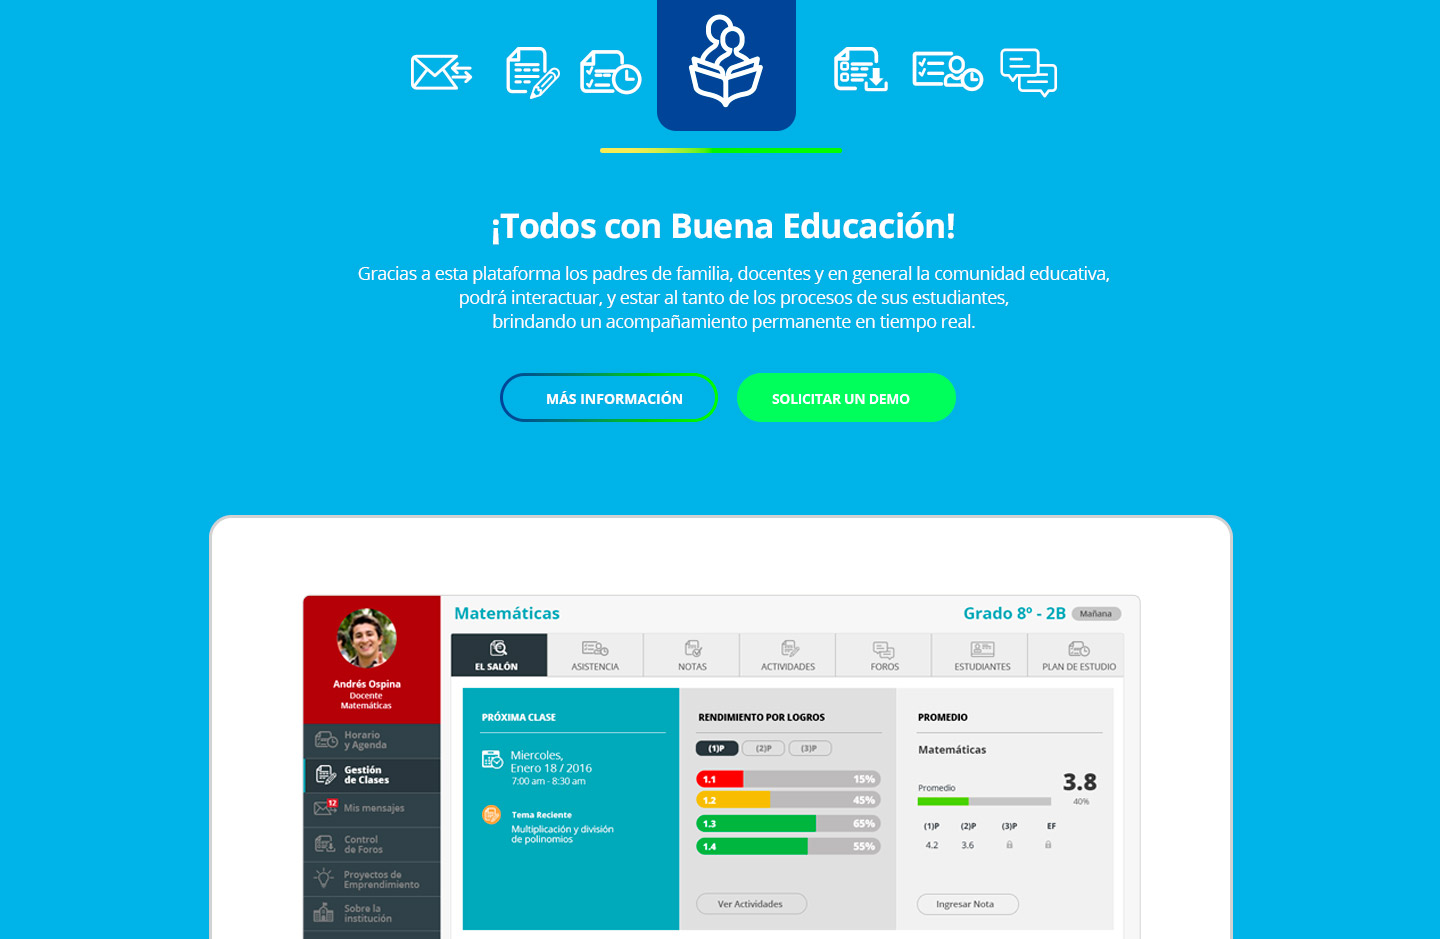 ¡Todos con Buena Educación!
Gracias a esta plataforma los padres de familia, docentes y en general la comunidad educativa,
podrá interactuar, y estar al tanto de los procesos de sus estudiantes,
brindando un acompañamiento permanente en tiempo real.
MÁS INFORMACIÓN
SOLICITAR UN DEMO
Andrés Ospina
Docente
Matemáticas
Horario
y Agenda
Gestión
de Clases
12
Mis mensajes
Control
de Foros
Proyectos de
Emprendimiento
Sobre la
institución
Matemáticas
Grado 8º - 2B
Mañana
EL SALÓN
ASISTENCIA
NOTAS
ACTIVIDADES
FOROS
ESTUDIANTES
PLAN DE ESTUDIO
PRÓXIMA CLASE
Miercoles,
Enero 18 / 2016
7:00 am - 8:30 am
Tema Reciente
Multiplicación y división
de polinomios
RENDIMIENTO POR LOGROS
(1)P (2)P (3)P
1.1 15%
1.2 45%
1.3 65%
1.4 55%
Ver Actividades
PROMEDIO
Matemáticas
Promedio
3.8
40%
(1)P (2)P (3)P EF
4.2 3.6
Ingresar Nota